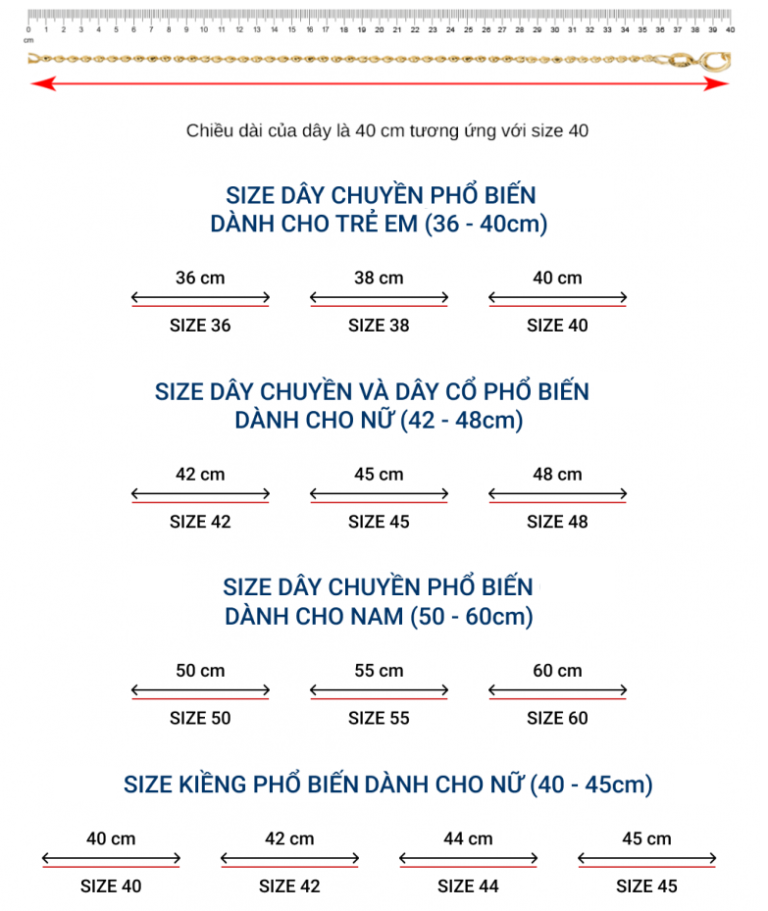 0 1 2 3 4 5 6 7 8 9 10 11 12 13 14 15 16 17 18 19 20 21 22 23 24 25 26 27 28 29 30 31 32 33 34 35 36 37 38 39 40
cm
Chiều dài của dây là 40 cm tương ứng với size 40
SIZE DÂY CHUYỀN PHỔ BIẾN
DÀNH CHO TRẺ EM (36 - 40cm)
36 cm 38 cm 40 cm
SIZE 36 SIZE 38 SIZE 40
SIZE DÂY CHUYỀN VÀ DÂY CỔ PHỔ BIẾN
DÀNH CHO NỮ (42 - 48cm)
42 cm 45 cm 48 cm
SIZE 42 SIZE 45 SIZE 48
SIZE DÂY CHUYỀN PHỔ BIẾN
DÀNH CHO NAM (50 - 60cm)
50 cm 55 cm 60 cm
SIZE 50 SIZE 55 SIZE 60
SIZE KIỀNG PHỔ BIẾN DÀNH CHO NỮ (40 - 45cm)
40 cm 42 cm 44 cm 45 cm
SIZE 40 SIZE 42 SIZE 44 SIZE 45